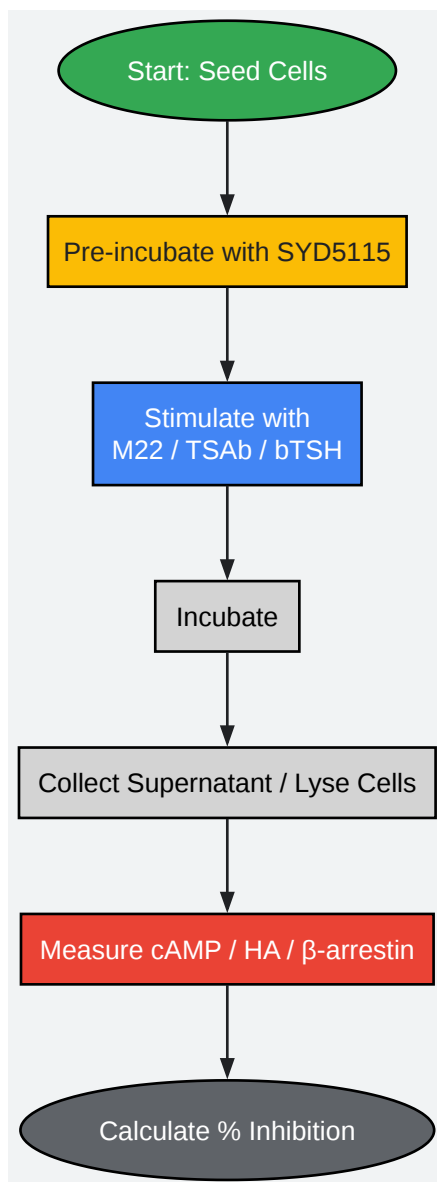 Start: Seed Cells
Pre-incubate with SYD5115
Stimulate with
M22 / TSAb / bTSH
Incubate
Collect Supernatant / Lyse Cells
Measure cAMP / HA / β-arrestin
Calculate % Inhibition